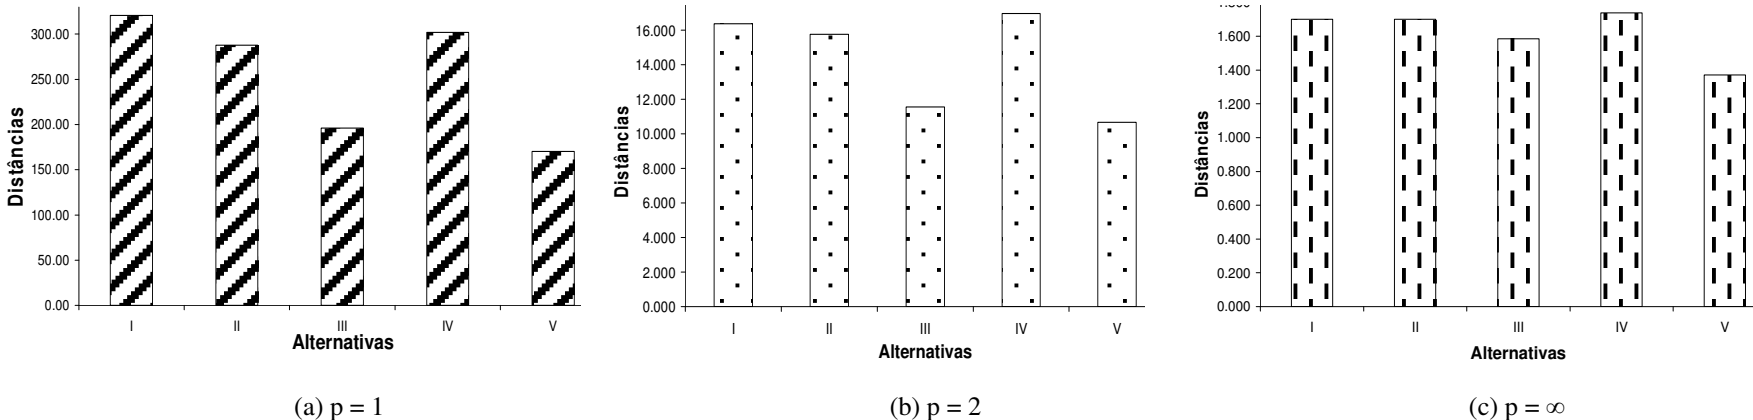 300.00
250.00
200.00
150.00
100.00
50.00
0.00
Distâncias
I II III IV V
Alternativas
(a) p = 1
16.000
14.000
12.000
10.000
8.000
6.000
4.000
2.000
0.000
Distâncias
I II III IV V
Alternativas
(b) p = 2
1.800
1.600
1.400
1.200
1.000
0.800
0.600
0.400
0.200
0.000
Distâncias
I II III IV V
Alternativas
(c) p = ∞